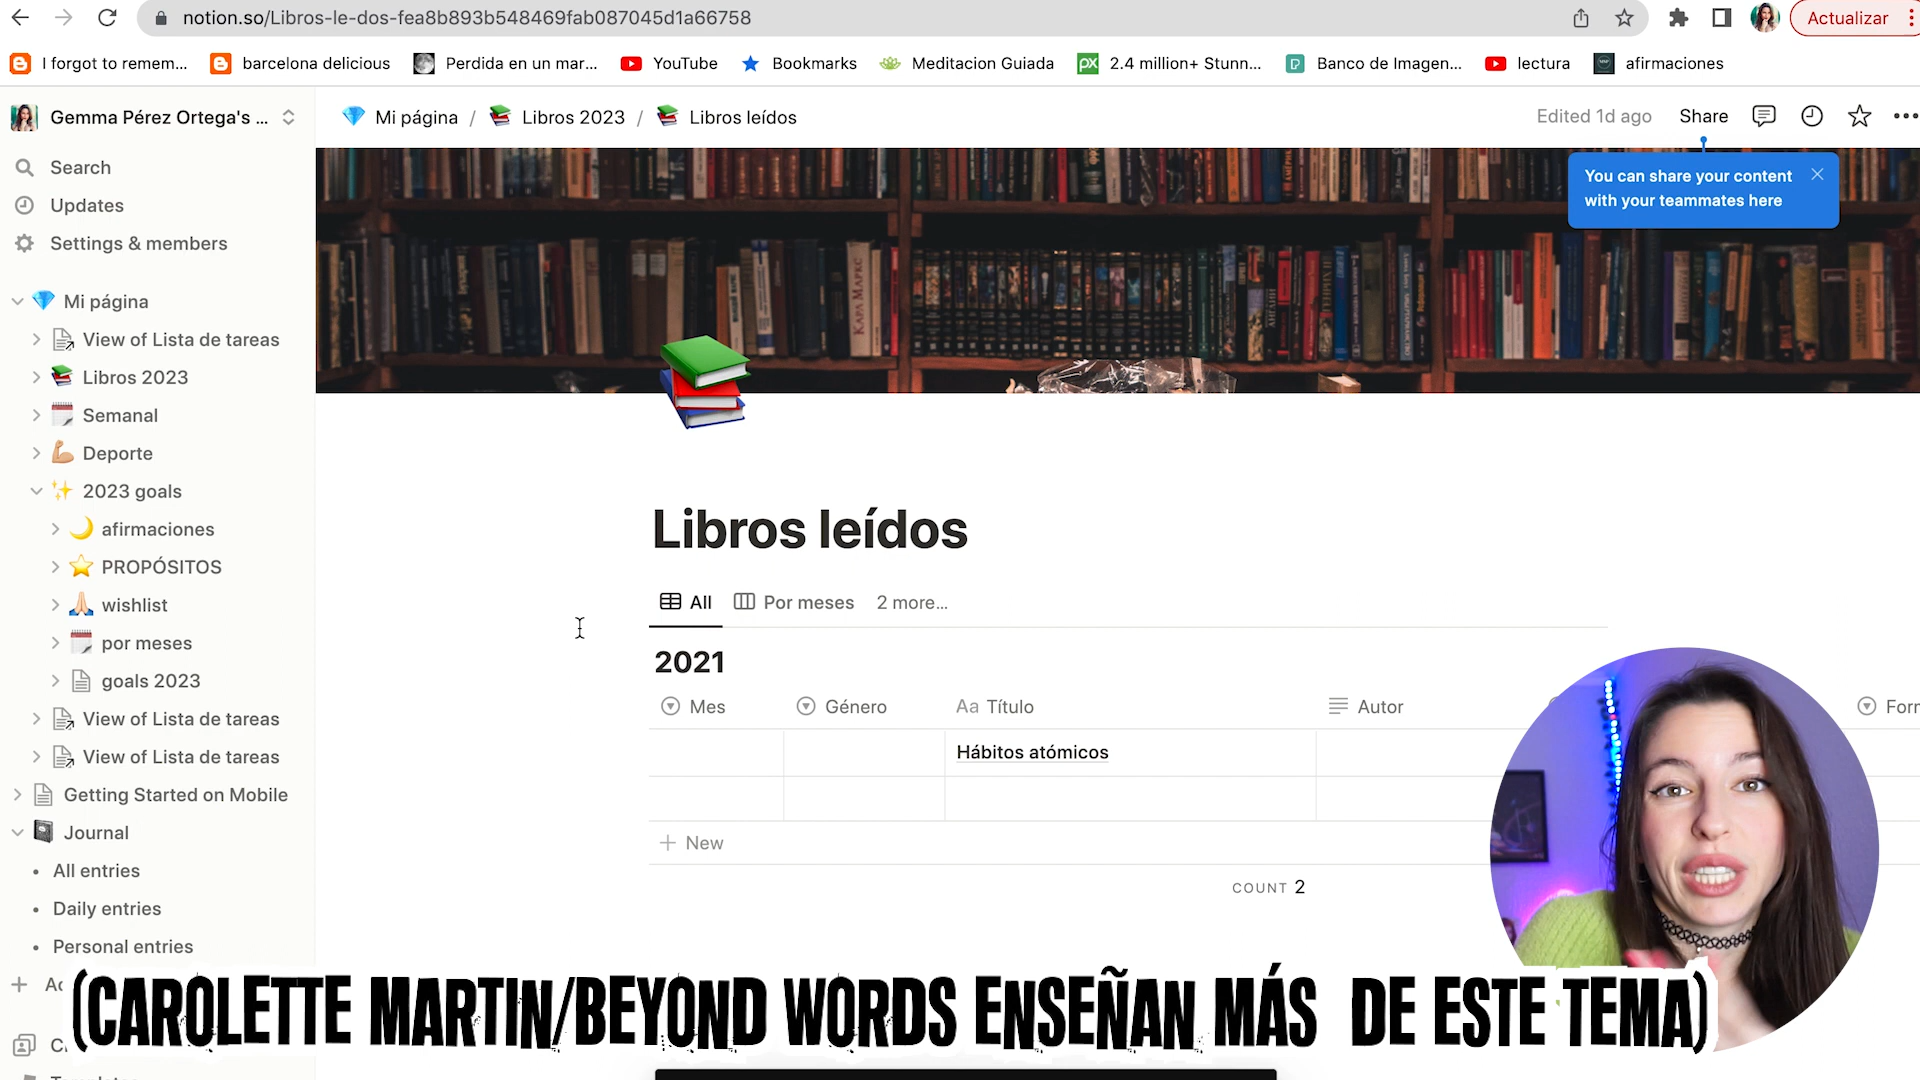 notion.so/Libros-le-dos-fea8b893b548469fab087045d1a66758
Actualizar
I forgot to remem...
barcelona delicious
Perdida en un mar...
YouTube
Bookmarks
Meditacion Guiada
2.4 million+ Stunn...
Banco de Imagen...
lectura
afirmaciones
Gemma Pérez Ortega's ...
Mi página / Libros 2023 / Libros leídos
Edited 1d ago
Share
You can share your content
with your teammates here
Search
Updates
Settings & members
Mi página
View of Lista de tareas
Libros 2023
Semanal
Deporte
2023 goals
afirmaciones
PROPÓSITOS
wishlist
por meses
goals 2023
View of Lista de tareas
View of Lista de tareas
Getting Started on Mobile
Journal
All entries
Daily entries
Personal entries
КАРЛ МАРКС
Libros leídos
All
Por meses
2 more...
2021
Mes
Género
Aa Título
Autor
Hábitos atómicos
+ New
COUNT 2
(CAROLETTE MARTIN/BEYOND WORDS ENSEÑAN MÁS DE ESTE TEMA)